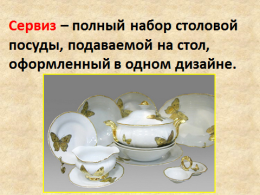 Сервиз – полный набор столовой
посуды, подаваемой на стол,
оформленный в одном дизайне.